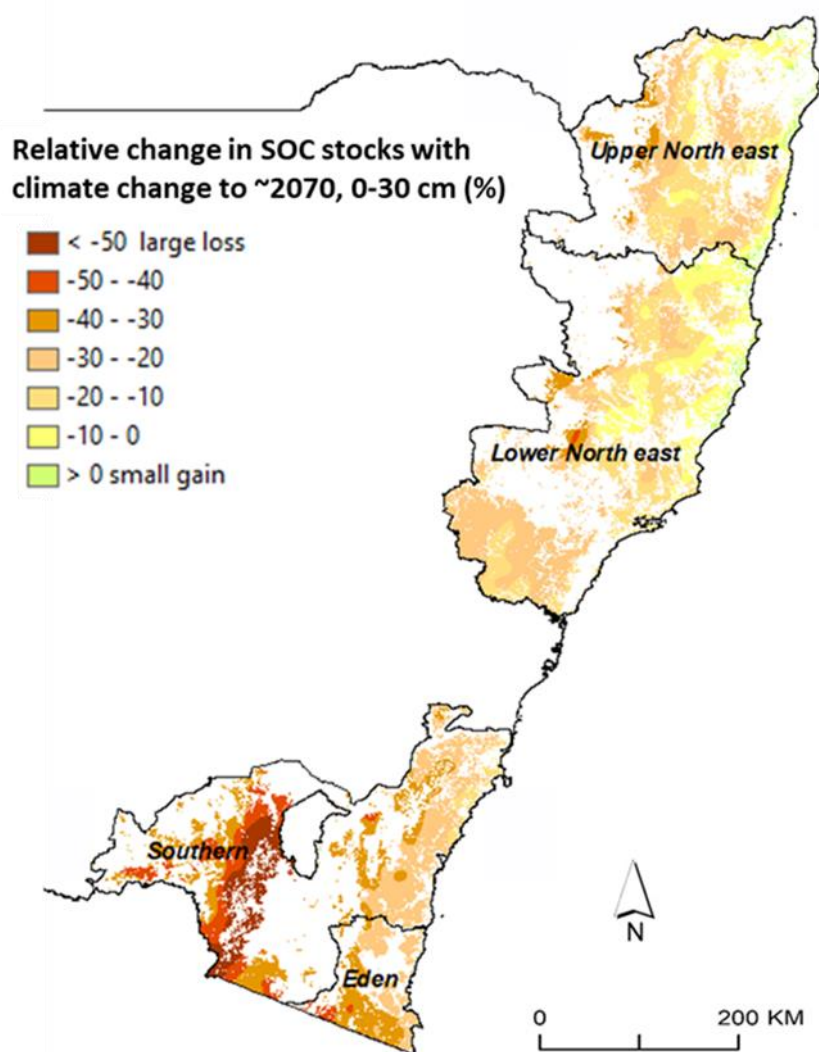 Relative change in SOC stocks with
climate change to ~2070, 0-30 cm (%)
< -50 large loss
-50 - -40
-40 - -30
-30 - -20
-20 - -10
-10 - 0
> 0 small gain
Upper North east
Lower North east
Southern
Eden
N
0 200 KM